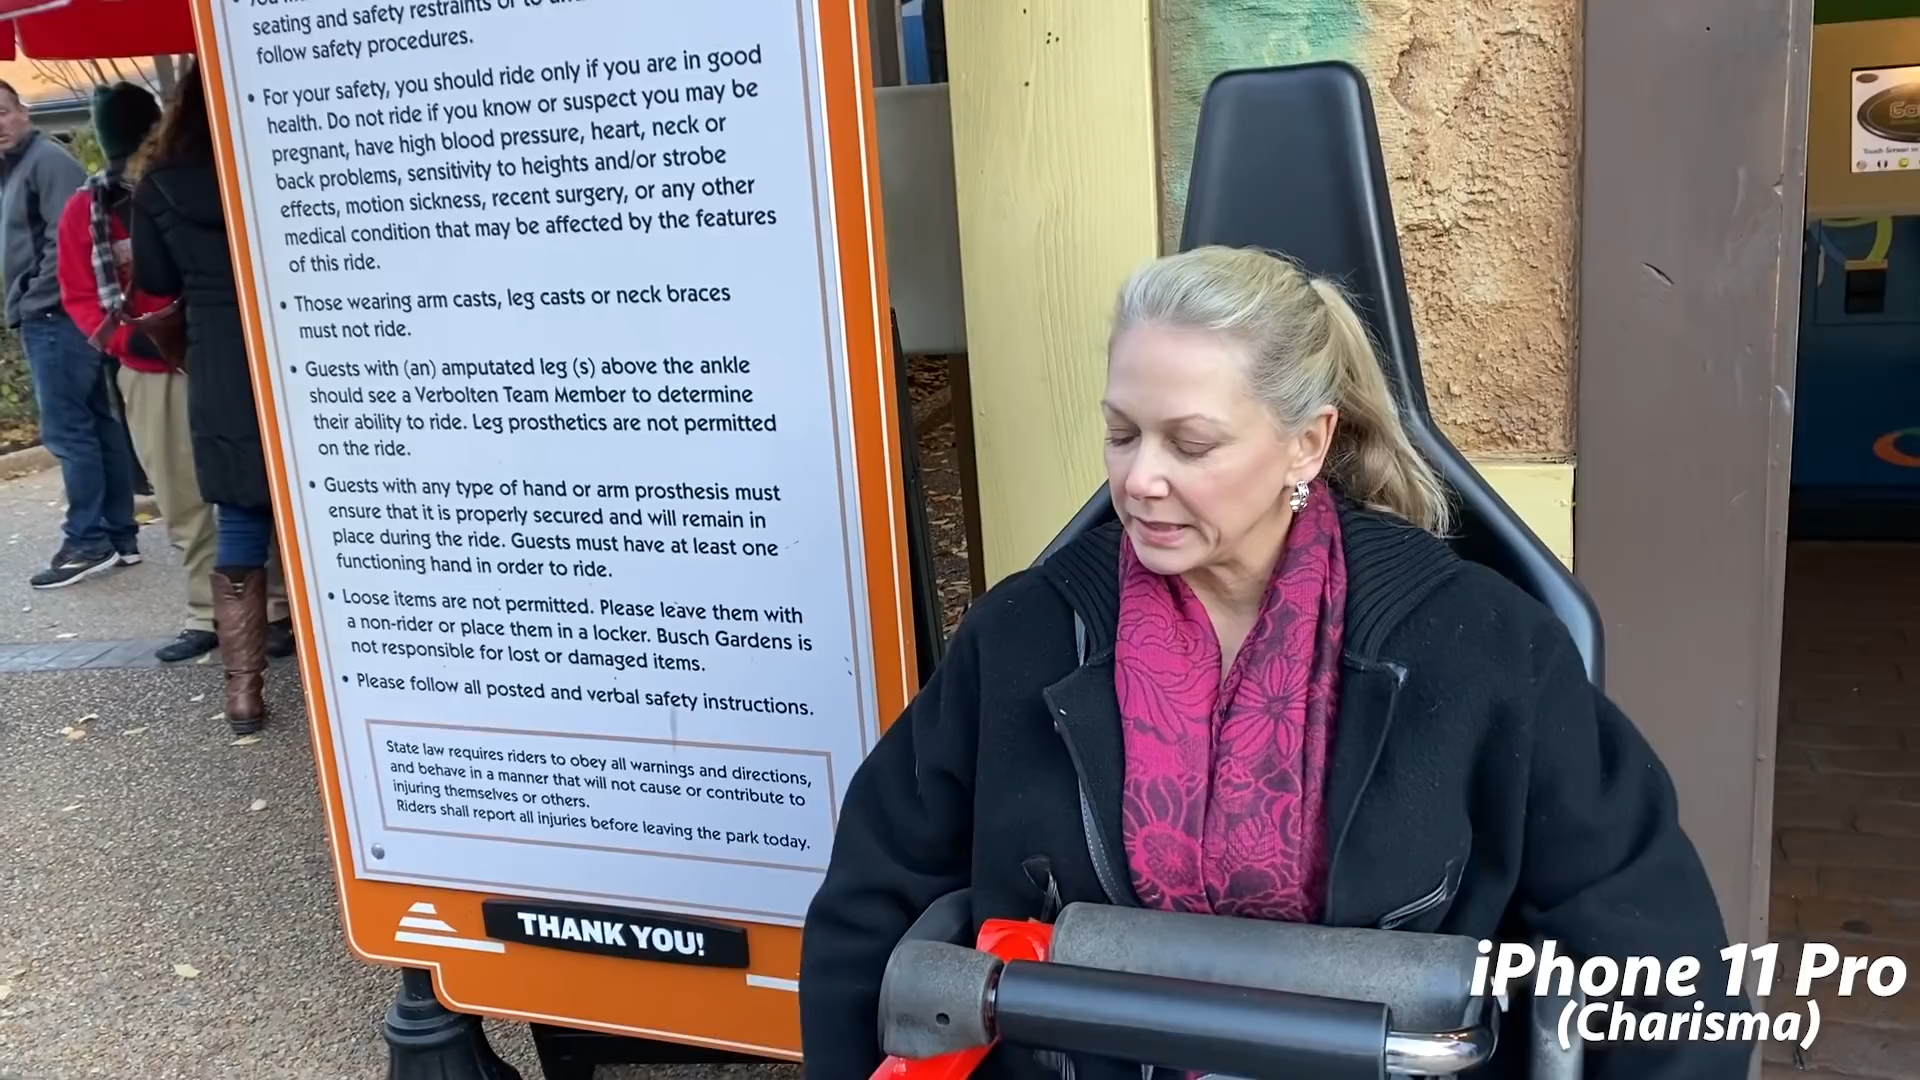 seating and safety restraints or to
follow safety procedures.
• For your safety, you should ride only if you are in good
health. Do not ride if you know or suspect you may be
pregnant, have high blood pressure, heart, neck or
back problems, sensitivity to heights and/or strobe
effects, motion sickness, recent surgery, or any other
medical condition that may be affected by the features
of this ride.
• Those wearing arm casts, leg casts or neck braces
must not ride.
• Guests with (an) amputated leg (s) above the ankle
should see a Verbolten Team Member to determine
their ability to ride. Leg prosthetics are not permitted
on the ride.
• Guests with any type of hand or arm prosthesis must
ensure that it is properly secured and will remain in
place during the ride. Guests must have at least one
functioning hand in order to ride.
• Loose items are not permitted. Please leave them with
a non-rider or place them in a locker. Busch Gardens is
not responsible for lost or damaged items.
• Please follow all posted and verbal safety instructions.
State law requires riders to obey all warnings and directions,
and behave in a manner that will not cause or contribute to
injuring themselves or others.
Riders shall report all injuries before leaving the park today.
THANK YOU!
Touch Screen to
iPhone 11 Pro
(Charisma)